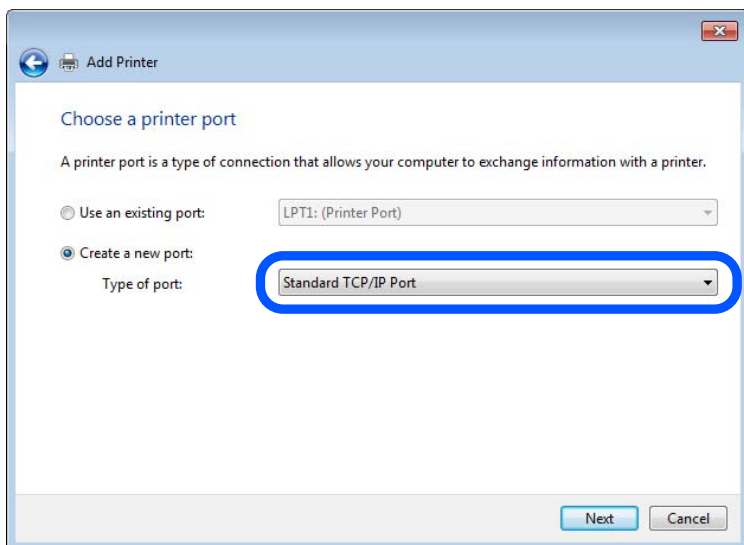 Add Printer
Choose a printer port
A printer port is a type of connection that allows your computer to exchange information with a printer.
Use an existing port: LPT1: (Printer Port)
Create a new port:
Type of port: Standard TCP/IP Port
Next Cancel